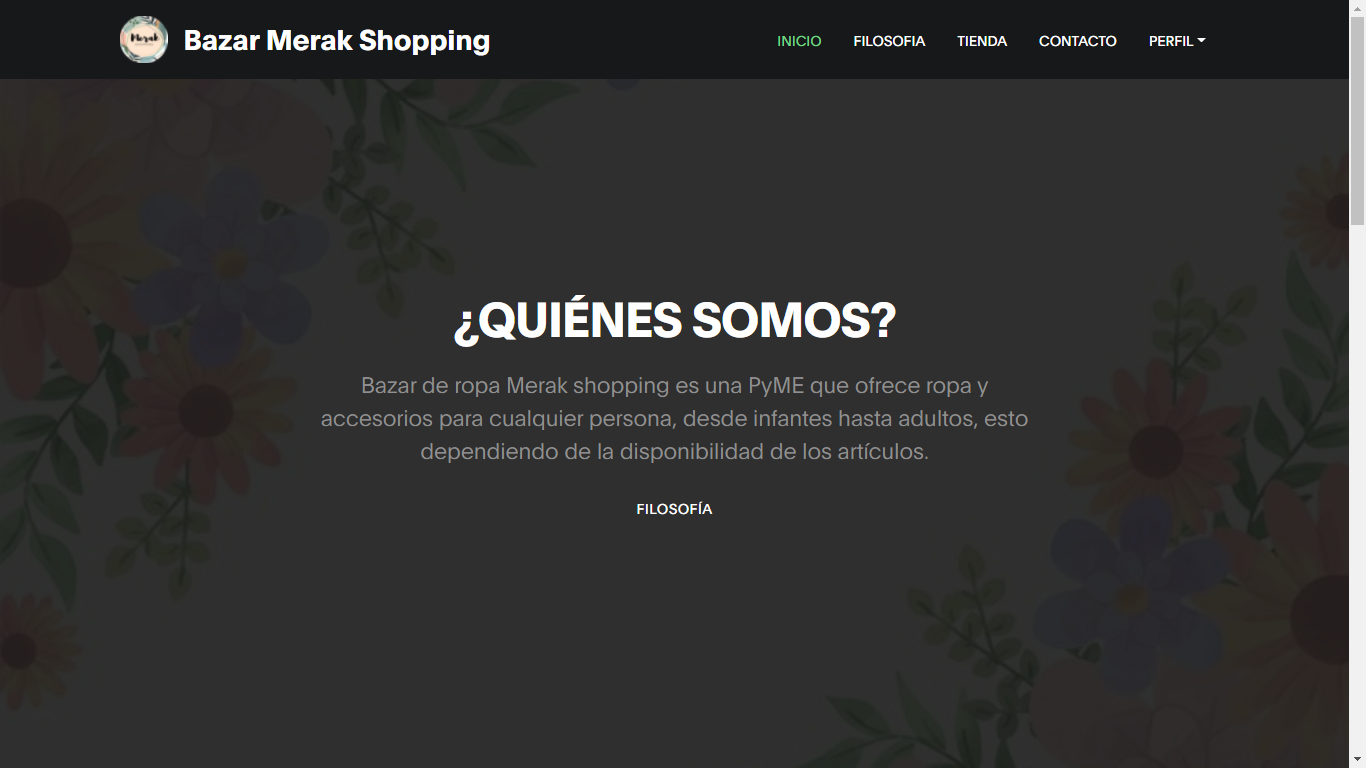 Merak
Bazar Merak Shopping
INICIO
FILOSOFIA
TIENDA
CONTACTO
PERFIL
¿QUIÉNES SOMOS?
Bazar de ropa Merak shopping es una PyME que ofrece ropa y
accesorios para cualquier persona, desde infantes hasta adultos, esto
dependiendo de la disponibilidad de los artículos.
FILOSOFÍA